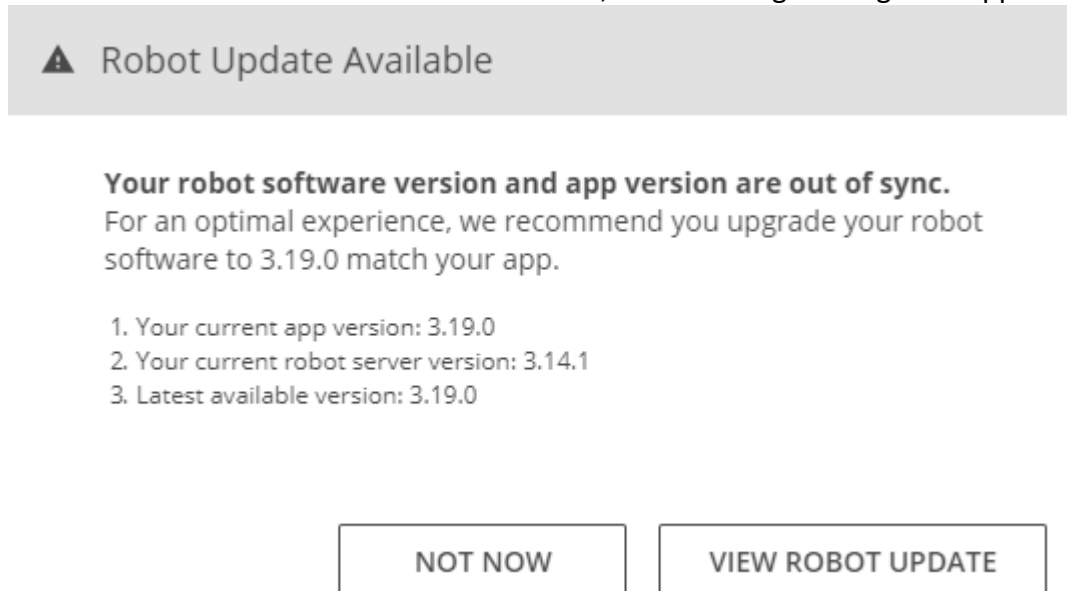 Robot Update Available
Your robot software version and app version are out of sync.
For an optimal experience, we recommend you upgrade your robot
software to 3.19.0 match your app.
1. Your current app version: 3.19.0
2. Your current robot server version: 3.14.1
3. Latest available version: 3.19.0
NOT NOW
VIEW ROBOT UPDATE